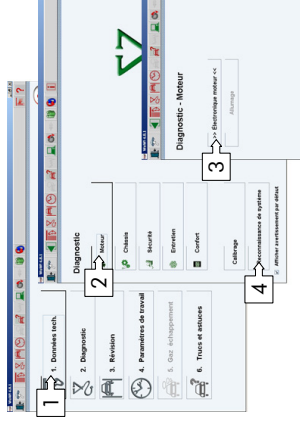 1
1. Données tech.
2. Diagnostic
3. Révision
4. Paramètres de travail
5. Gaz échappement
6. Trucs et astuces
Diagnostic
2
Moteur
Châssis
Sécurité
Entretien
Confort
Calibrage
4
Reconnaissance de système
Afficher avertissement par défaut
Diagnostic - Moteur
3
>> Électronique moteur <<
Allumage